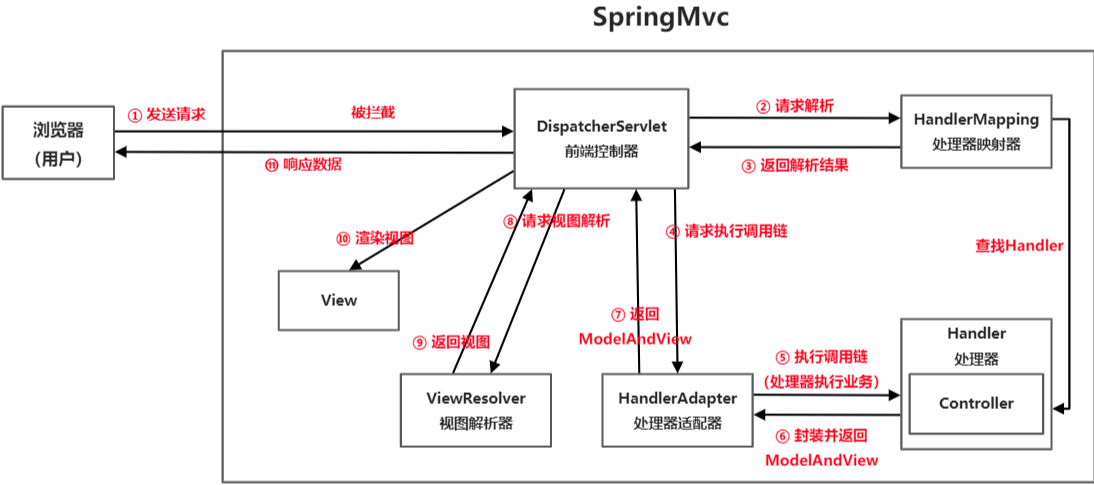 SpringMvc
① 发送请求
被拦截
浏览器
(用户)
⑪ 响应数据
DispatcherServlet
前端控制器
② 请求解析
③ 返回解析结果
HandlerMapping
处理器映射器
⑧ 请求视图解析
④ 请求执行调用链
⑩ 渲染视图
查找Handler
View
⑨ 返回视图
⑦ 返回
ModelAndView
ViewResolver
视图解析器
HandlerAdapter
处理器适配器
⑤ 执行调用链
(处理器执行业务)
⑥ 封装并返回
ModelAndView
Handler
处理器
Controller